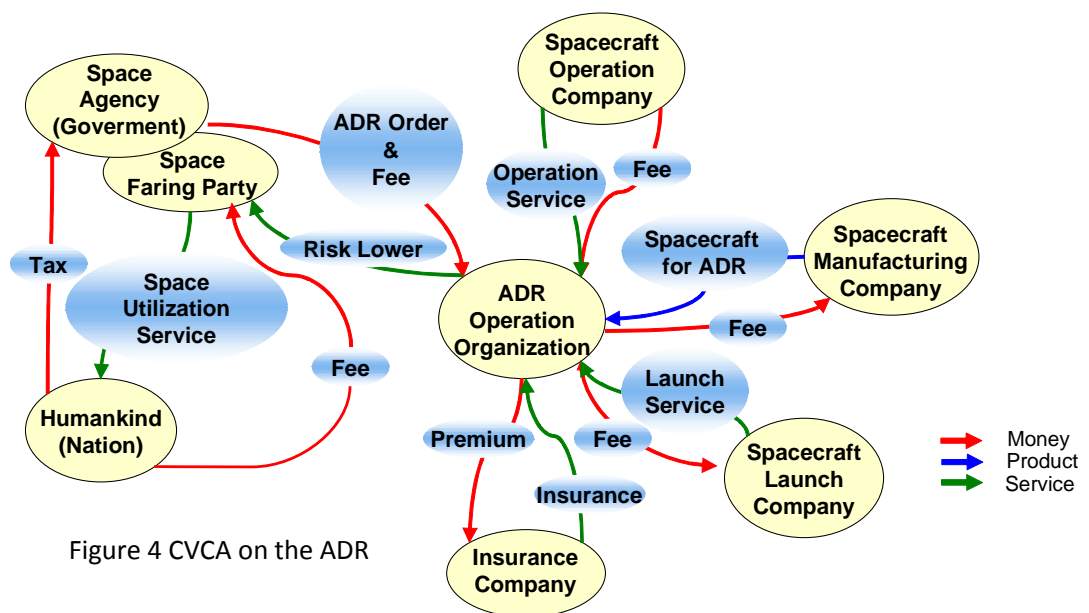 Space
Agency
(Goverment)
Space
Faring Party
ADR Order
&
Fee
Spacecraft
Operation
Company
Operation
Service
Fee
Tax
Space
Utilization
Service
Risk Lower
Fee
Humankind
(Nation)
ADR
Operation
Organization
Spacecraft
for ADR
Spacecraft
Manufacturing
Company
Fee
Launch
Service
Fee
Spacecraft
Launch
Company
Premium
Insurance
Insurance
Company
Money
Product
Service
Figure 4 CVCA on the ADR